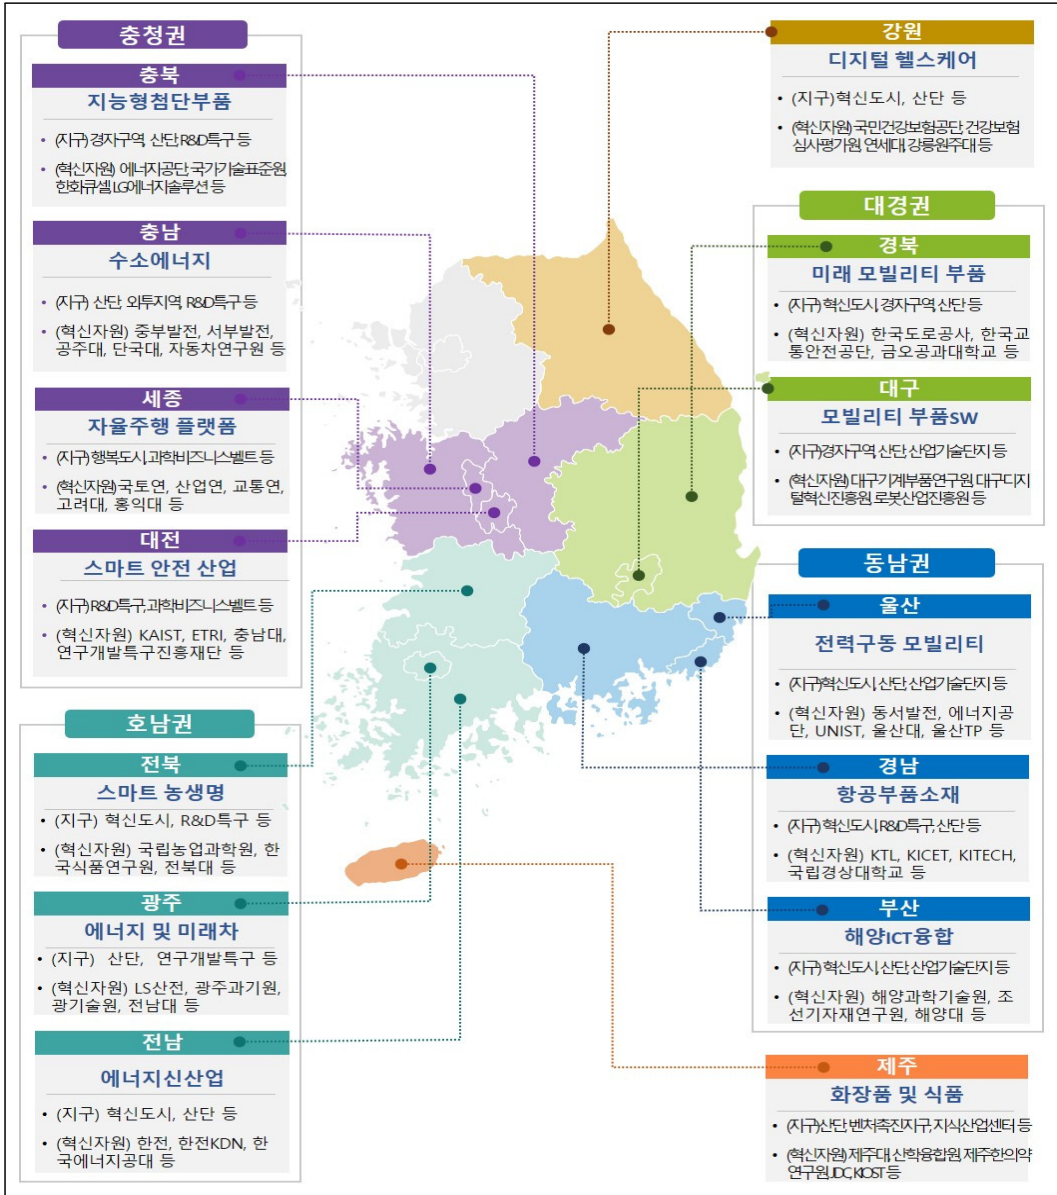 충청권
충북
지능형첨단부품
• (지구) 경자구역, 산단, R&D특구 등
• (혁신자원) 에너지공단, 국가기술표준원,
한화큐셀, LG에너지솔루션 등
충남
수소에너지
• (지구) 산단, 외투지역, R&D특구 등
• (혁신자원) 중부발전, 서부발전,
공주대, 단국대, 자동차연구원 등
세종
자율주행 플랫폼
• (지구) 행복도시, 과학비즈니스벨트 등
• (혁신자원) 국토연, 산업연, 교통연,
고려대, 홍익대 등
대전
스마트 안전 산업
• (지구) R&D특구, 과학비즈니스벨트 등
• (혁신자원) KAIST, ETRI, 충남대,
연구개발특구진흥재단 등
호남권
전북
스마트 농생명
• (지구) 혁신도시, R&D특구 등
• (혁신자원) 국립농업과학원, 한
국식품연구원, 전북대 등
광주
에너지 및 미래차
• (지구) 산단, 연구개발특구 등
• (혁신자원) LS산전, 광주과기원,
광기술원, 전남대 등
전남
에너지신산업
• (지구) 혁신도시, 산단 등
• (혁신자원) 한전, 한전KDN, 한
국에너지공대 등
강원
디지털 헬스케어
• (지구)혁신도시, 산단 등
• (혁신자원) 국민건강보험공단, 건강보험
심사평가원, 연세대, 강릉원주대 등
대경권
경북
미래 모빌리티 부품
• (지구)혁신도시, 경자구역, 산단 등
• (혁신자원) 한국도로공사, 한국교
통안전공단, 금오공과대학교 등
대구
모빌리티 부품SW
• (지구)경자구역, 산단, 산업기술단지 등
• (혁신자원)대구기계부품연구원, 대구디지
털혁신진흥원, 로봇산업진흥원 등
동남권
울산
전력구동 모빌리티
• (지구)혁신도시, 산단, 산업기술단지 등
• (혁신자원) 동서발전, 에너지공
단, UNIST, 울산대, 울산TP 등
경남
항공부품소재
• (지구)혁신도시, R&D특구, 산단 등
• (혁신자원) KTL, KICET, KITECH,
국립경상대학교 등
부산
해양ICT융합
• (지구)혁신도시, 산단, 산업기술단지 등
• (혁신자원) 해양과학기술원, 조
선기자재연구원, 해양대 등
제주
화장품 및 식품
• (지구)산단, 벤처촉진지구, 지식산업센터 등
• (혁신자원) 제주대, 산학융합원, 제주한의약
연구원, JDC, KIOST 등